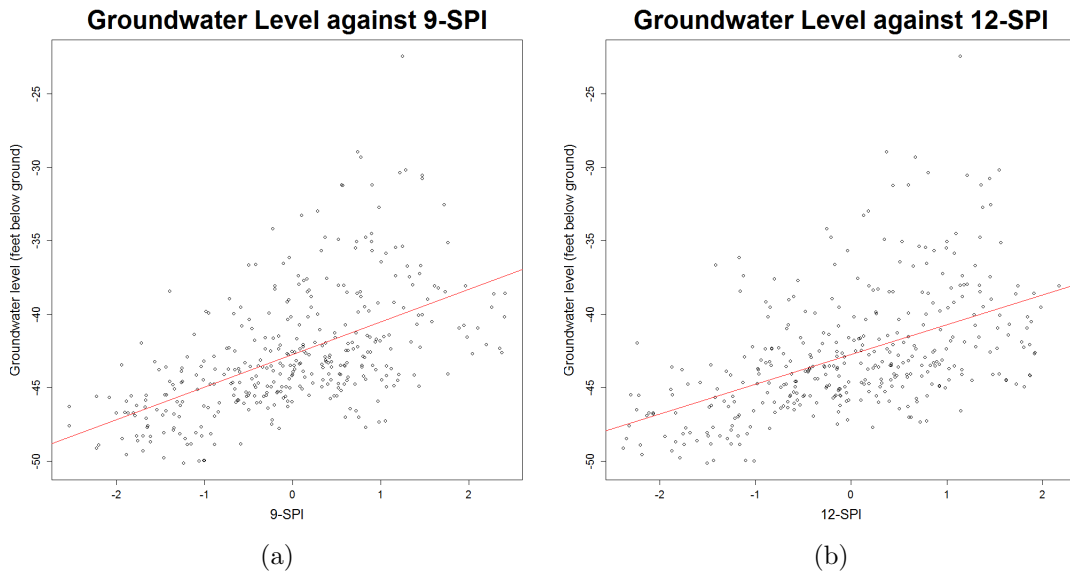 Groundwater Level against 9-SPI
Groundwater level (feet below ground)
-25
-30
-35
-40
-45
-50
-2 -1 0 1 2
9-SPI
(a)
Groundwater Level against 12-SPI
Groundwater level (feet below ground)
-25
-30
-35
-40
-45
-50
-2 -1 0 1 2
12-SPI
(b)